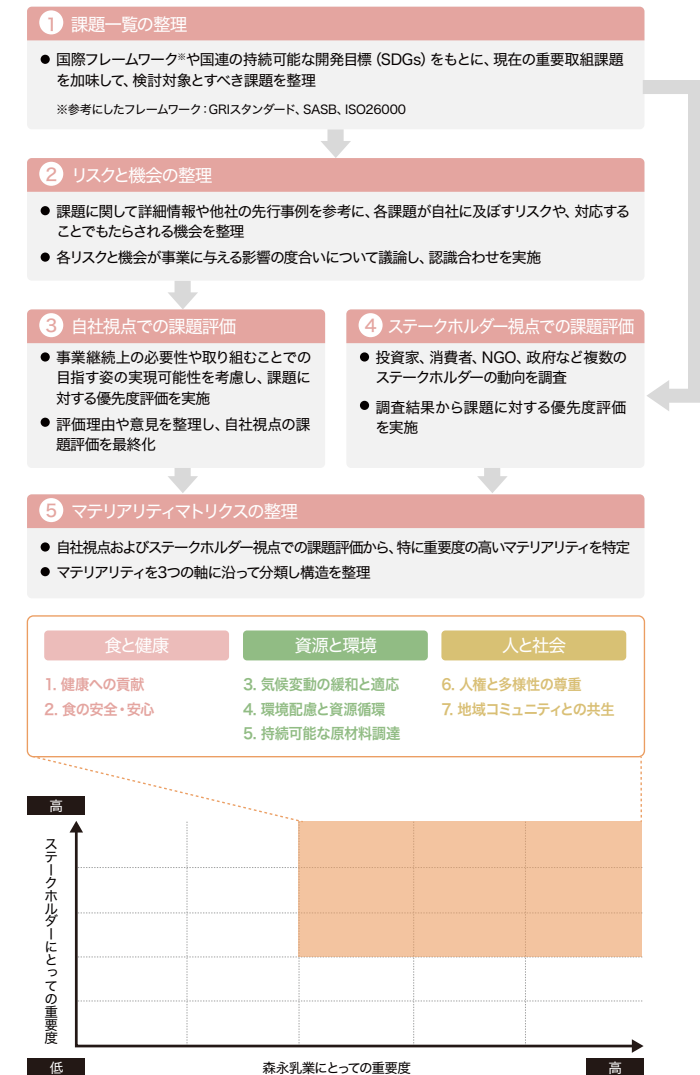 ① 課題一覧の整理
● 国際フレームワーク※や国連の持続可能な開発目標（SDGs）をもとに、現在の重要取組課題
を加味して、検討対象とすべき課題を整理
※参考にしたフレームワーク：GRIスタンダード、SASB、ISO26000
② リスクと機会の整理
● 課題に関して詳細情報や他社の先行事例を参考に、各課題が自社に及ぼすリスクや、対応する
ことでもたらされる機会を整理
● 各リスクと機会が事業に与える影響の度合いについて議論し、認識合わせを実施
③ 自社視点での課題評価
● 事業継続上の必要性や取り組むことでの
目指す姿の実現可能性を考慮し、課題に
対する優先度評価を実施
● 評価理由や意見を整理し、自社視点の課
題評価を最終化
④ ステークホルダー視点での課題評価
● 投資家、消費者、NGO、政府など複数の
ステークホルダーの動向を調査
● 調査結果から課題に対する優先度評価
を実施
⑤ マテリアリティマトリクスの整理
● 自社視点およびステークホルダー視点での課題評価から、特に重要度の高いマテリアリティを特定
● マテリアリティを3つの軸に沿って分類し構造を整理
食と健康
1. 健康への貢献
2. 食の安全・安心
資源と環境
3. 気候変動の緩和と適応
4. 環境配慮と資源循環
5. 持続可能な原材料調達
人と社会
6. 人権と多様性の尊重
7. 地域コミュニティとの共生
高
ステークホルダーにとっての重要度
低
森永乳業にとっての重要度
高